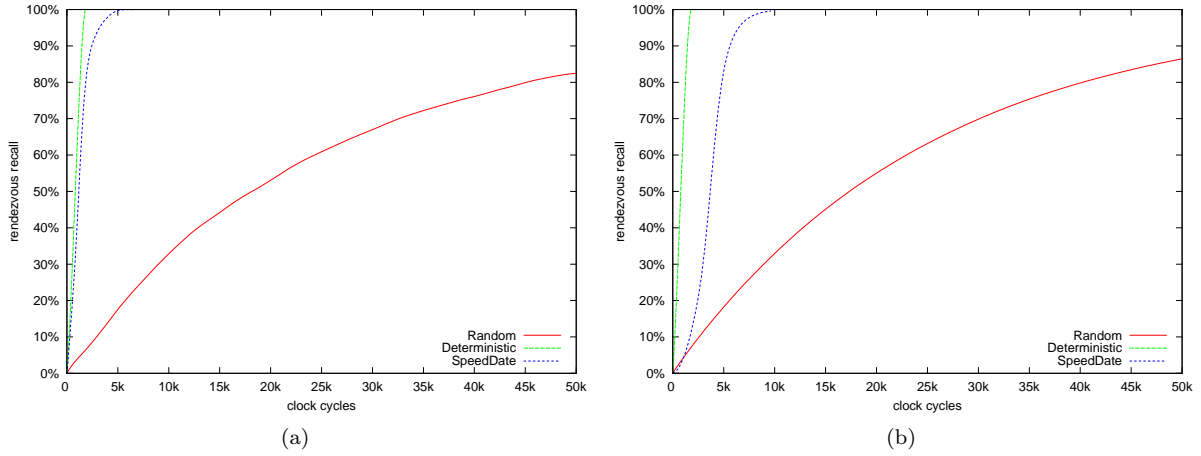 100%
90%
80%
70%
60%
50%
40%
30%
20%
10%
0%
rendezvous recall
Random
Deterministic
SpeedDate
0 5k 10k 15k 20k 25k 30k 35k 40k 45k 50k
clock cycles
(a)
100%
90%
80%
70%
60%
50%
40%
30%
20%
10%
0%
rendezvous recall
Random
Deterministic
SpeedDate
0 5k 10k 15k 20k 25k 30k 35k 40k 45k 50k
clock cycles
(b)